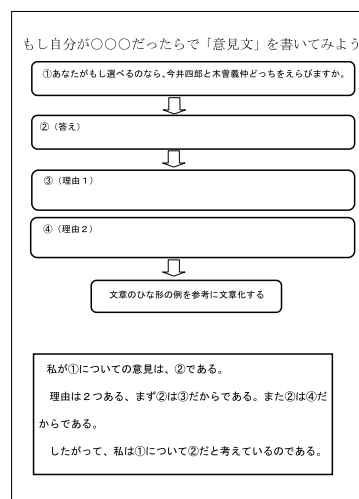 もし自分が〇〇〇だったらで「意見文」を書いてみよう
①あなたがもし選べるのなら、今井四郎と木曽義仲どっちをえらびますか。
②（答え）
③（理由１）
④（理由２）
文章のひな形の例を参考に文章化する
私が①についての意見は、②である。
理由は２つある、まず②は③だからである。また②は④だ
からである。
したがって、私は①について②だと考えているのである。